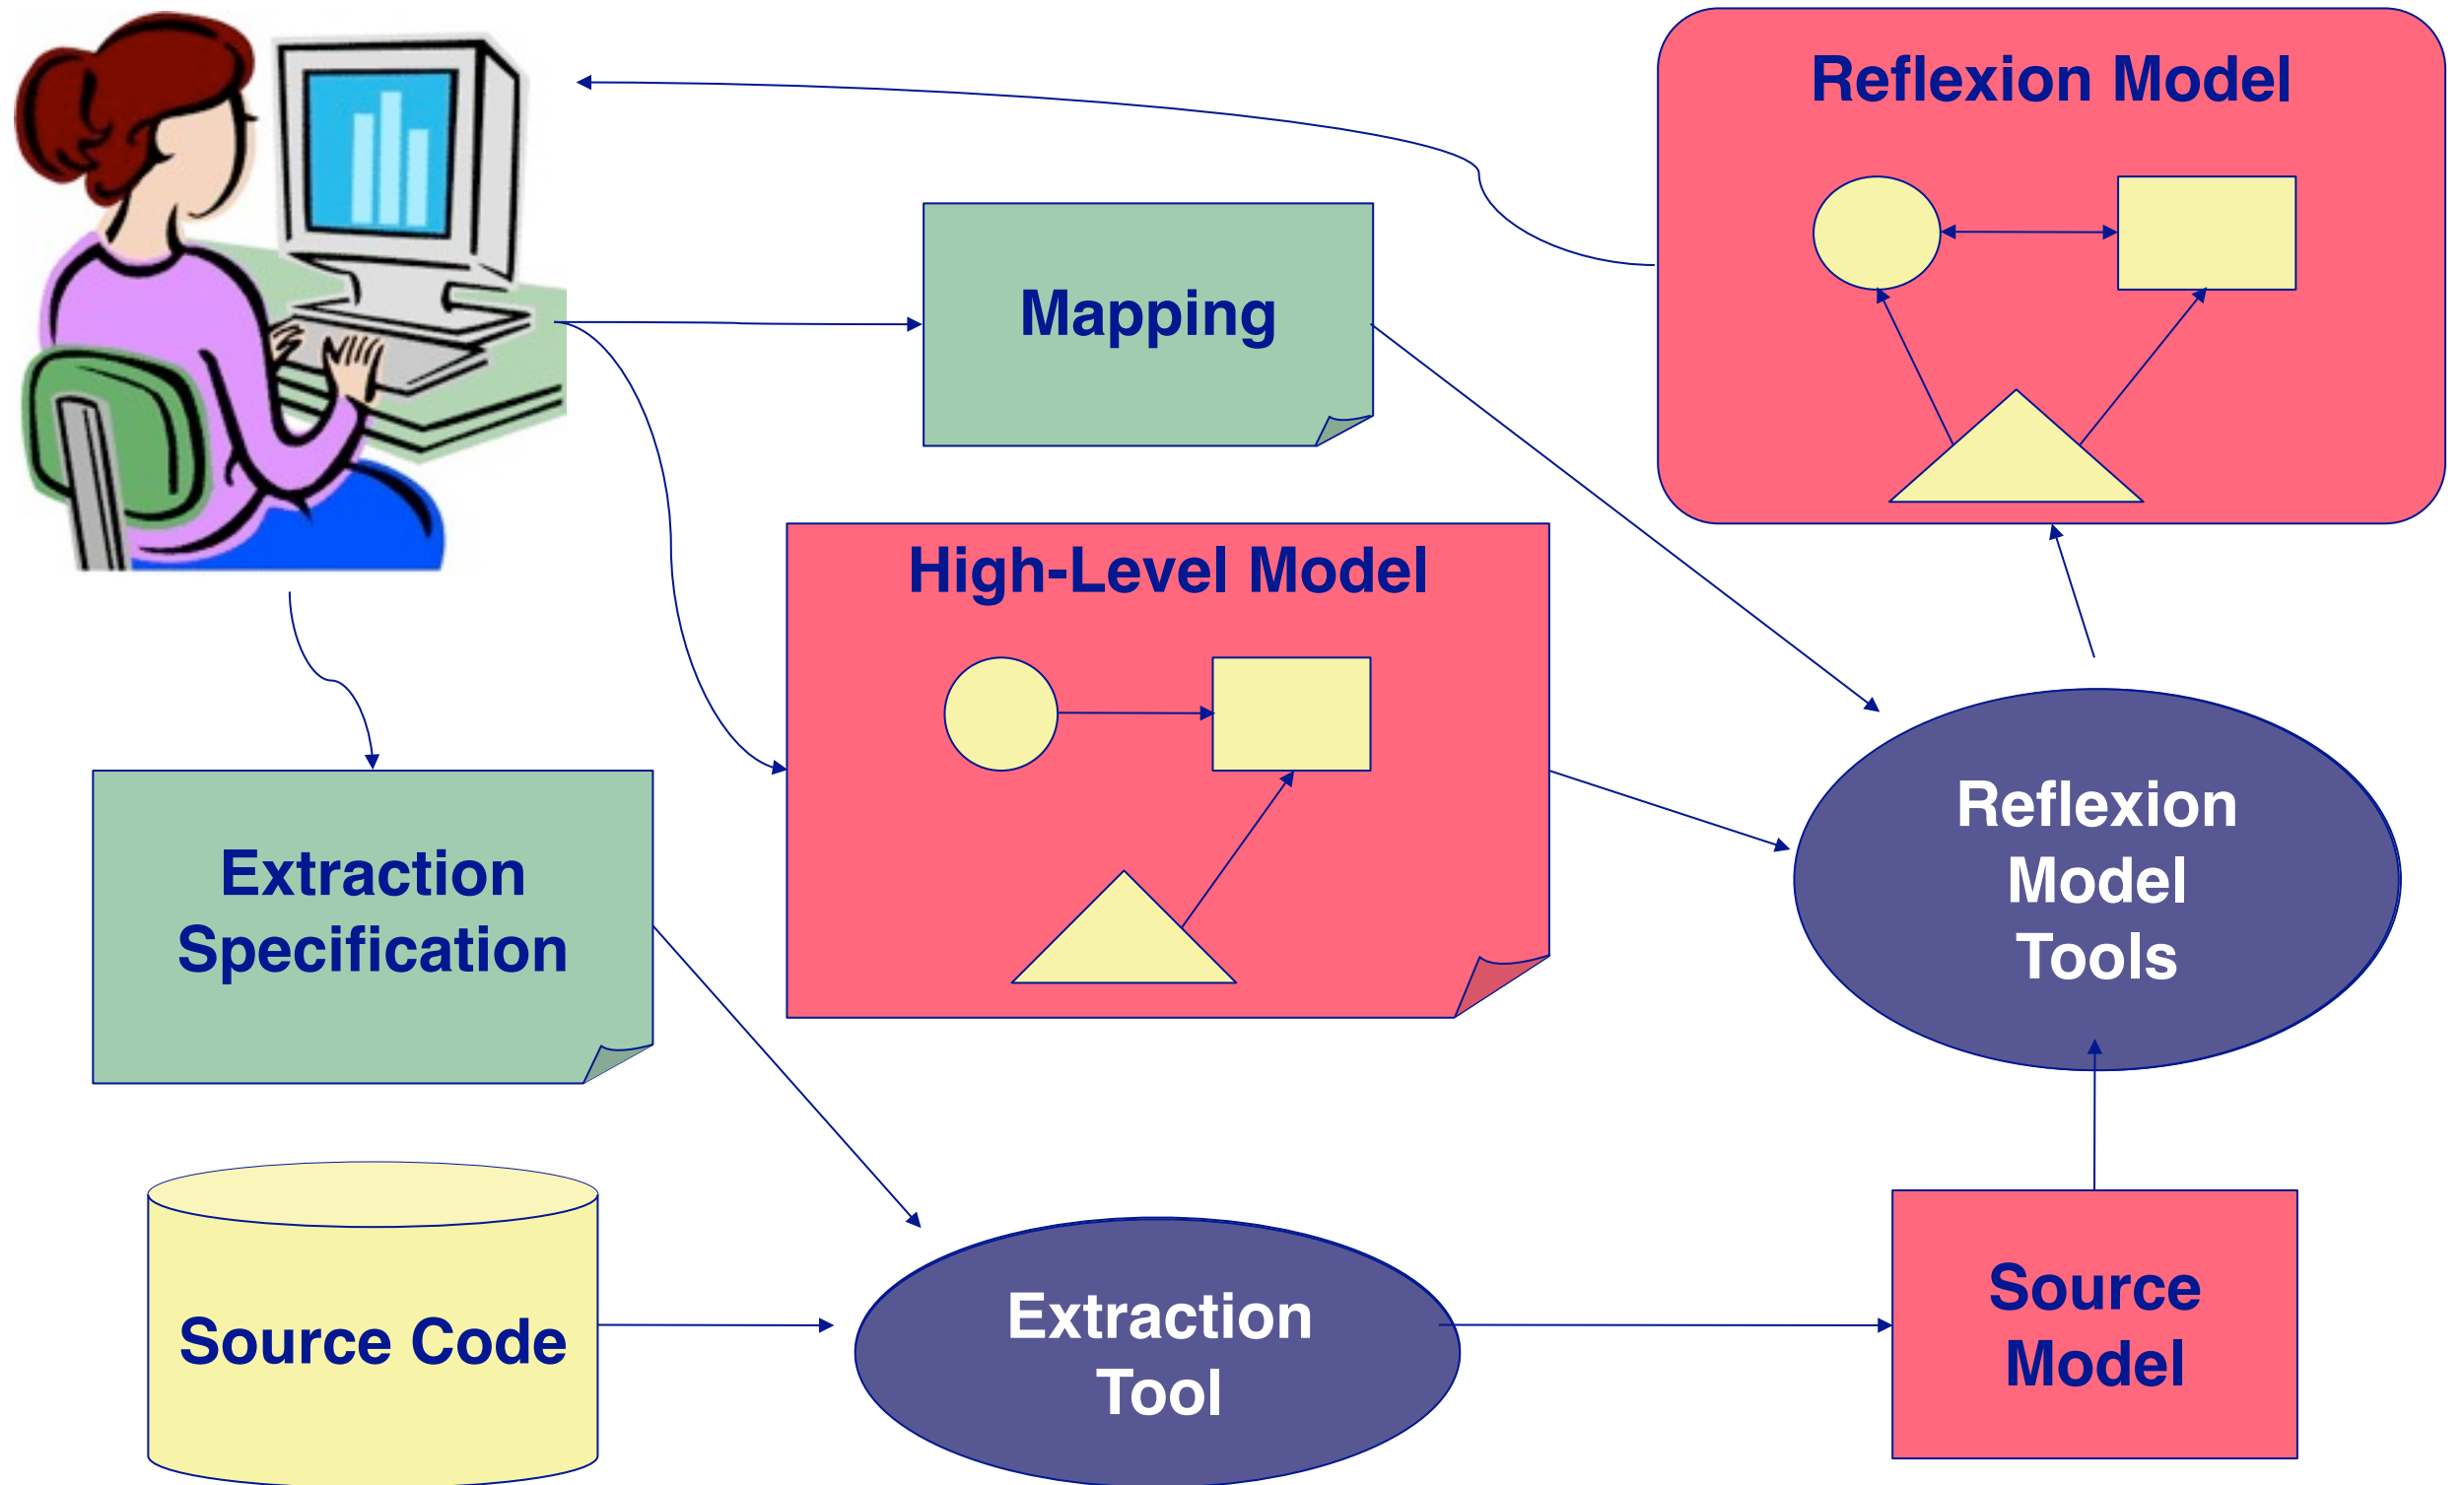 Reflexion Model
Mapping
High-Level Model
Extraction
Specification
Reflexion
Model
Tools
Source Code
Extraction
Tool
Source
Model